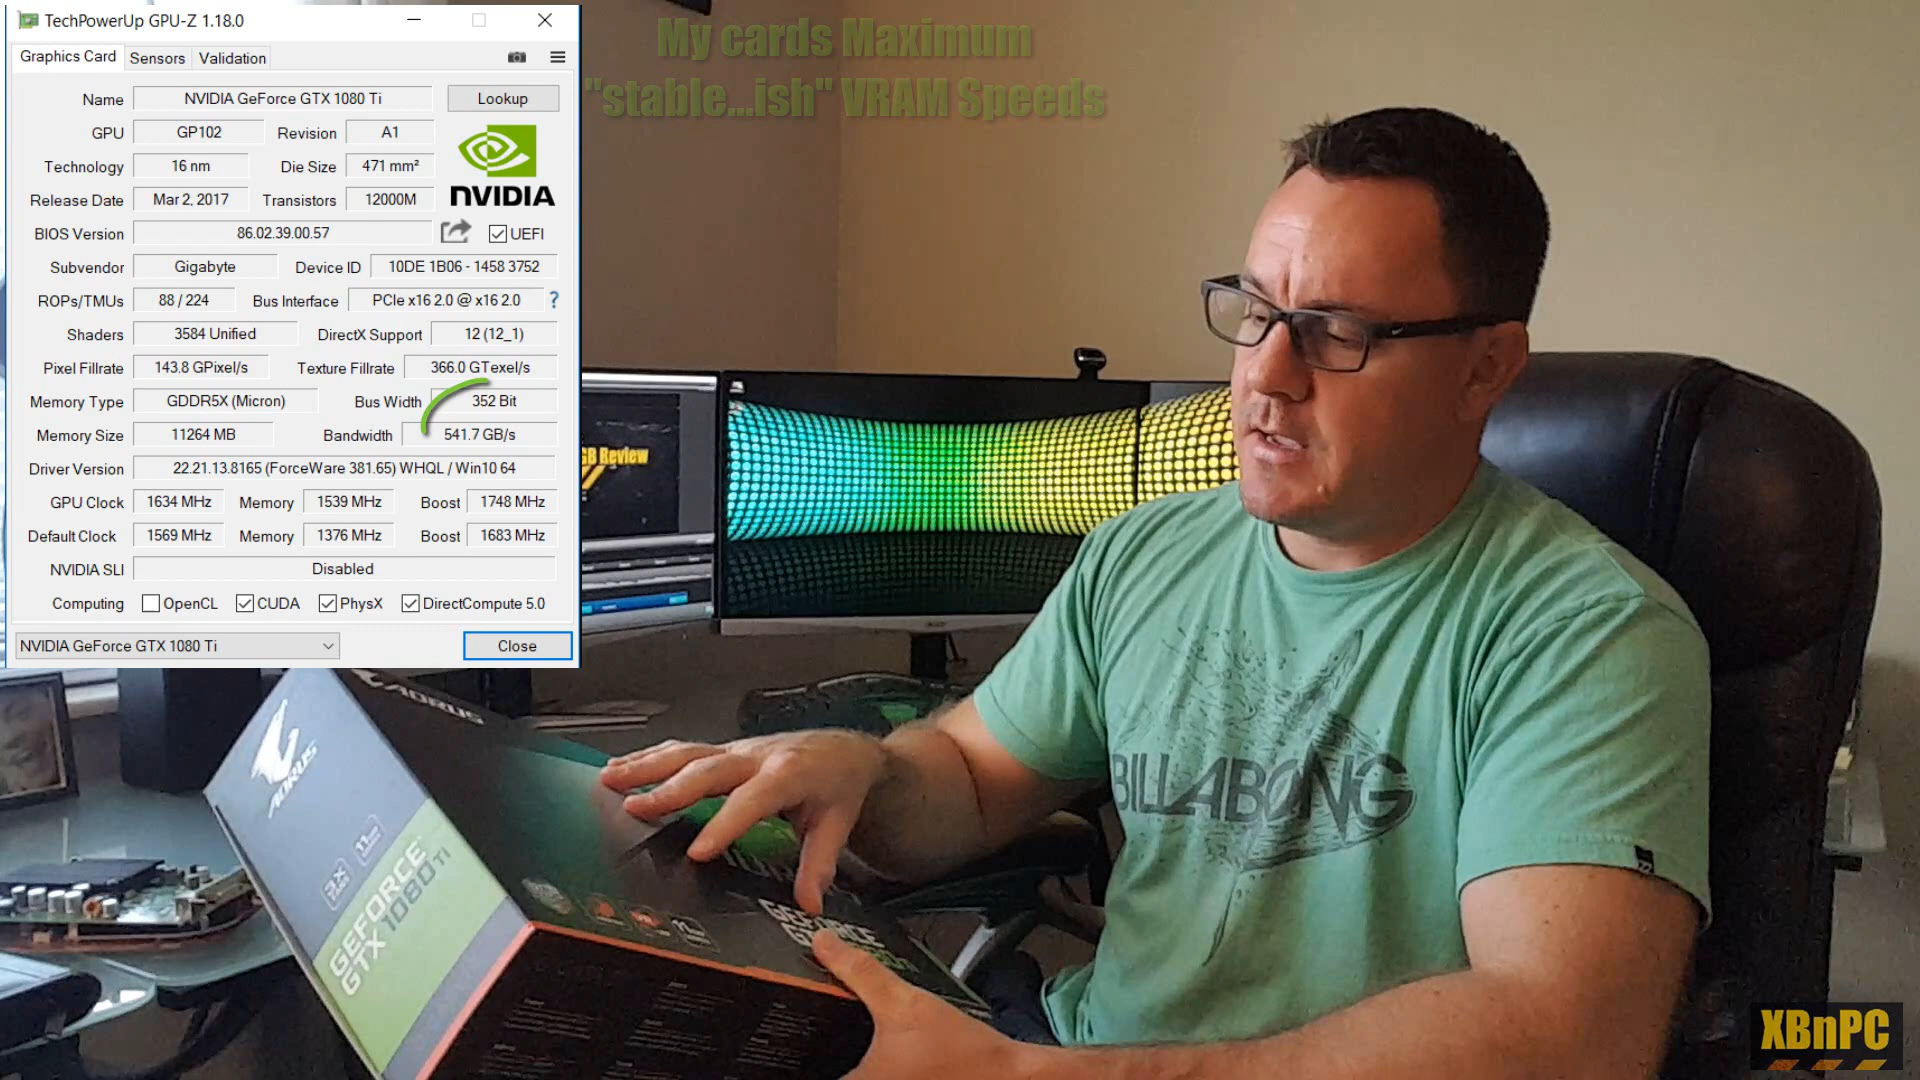 TechPowerUp GPU-Z 1.18.0
Graphics Card Sensors Validation
Name NVIDIA GeForce GTX 1080 Ti Lookup
GPU GP102 Revision A1
Technology 16 nm Die Size 471 mm²
Release Date Mar 2, 2017 Transistors 12000M
NVIDIA
BIOS Version 86.02.39.00.57 UEFI
Subvendor Gigabyte Device ID 10DE 1B06 - 1458 3752
ROPs/TMUs 88 / 224 Bus Interface PCIe x16 2.0 @ x16 2.0 ?
Shaders 3584 Unified DirectX Support 12 (12_1)
Pixel Fillrate 143.8 GPixel/s Texture Fillrate 366.0 GTexel/s
Memory Type GDDR5X (Micron) Bus Width 352 Bit
Memory Size 11264 MB Bandwidth 541.7 GB/s
Driver Version 22.21.13.8165 (ForceWare 381.65) WHQL / Win10 64
GPU Clock 1634 MHz Memory 1539 MHz Boost 1748 MHz
Default Clock 1569 MHz Memory 1376 MHz Boost 1683 MHz
NVIDIA SLI Disabled
Computing OpenCL CUDA PhysX DirectCompute 5.0
NVIDIA GeForce GTX 1080 Ti Close
My cards Maximum
"stable...ish" VRAM Speeds
Review
AORUS
AORUS
GEFORCE
GTX 1080 TI
GEFORCE
BILLABONG
XBnPC